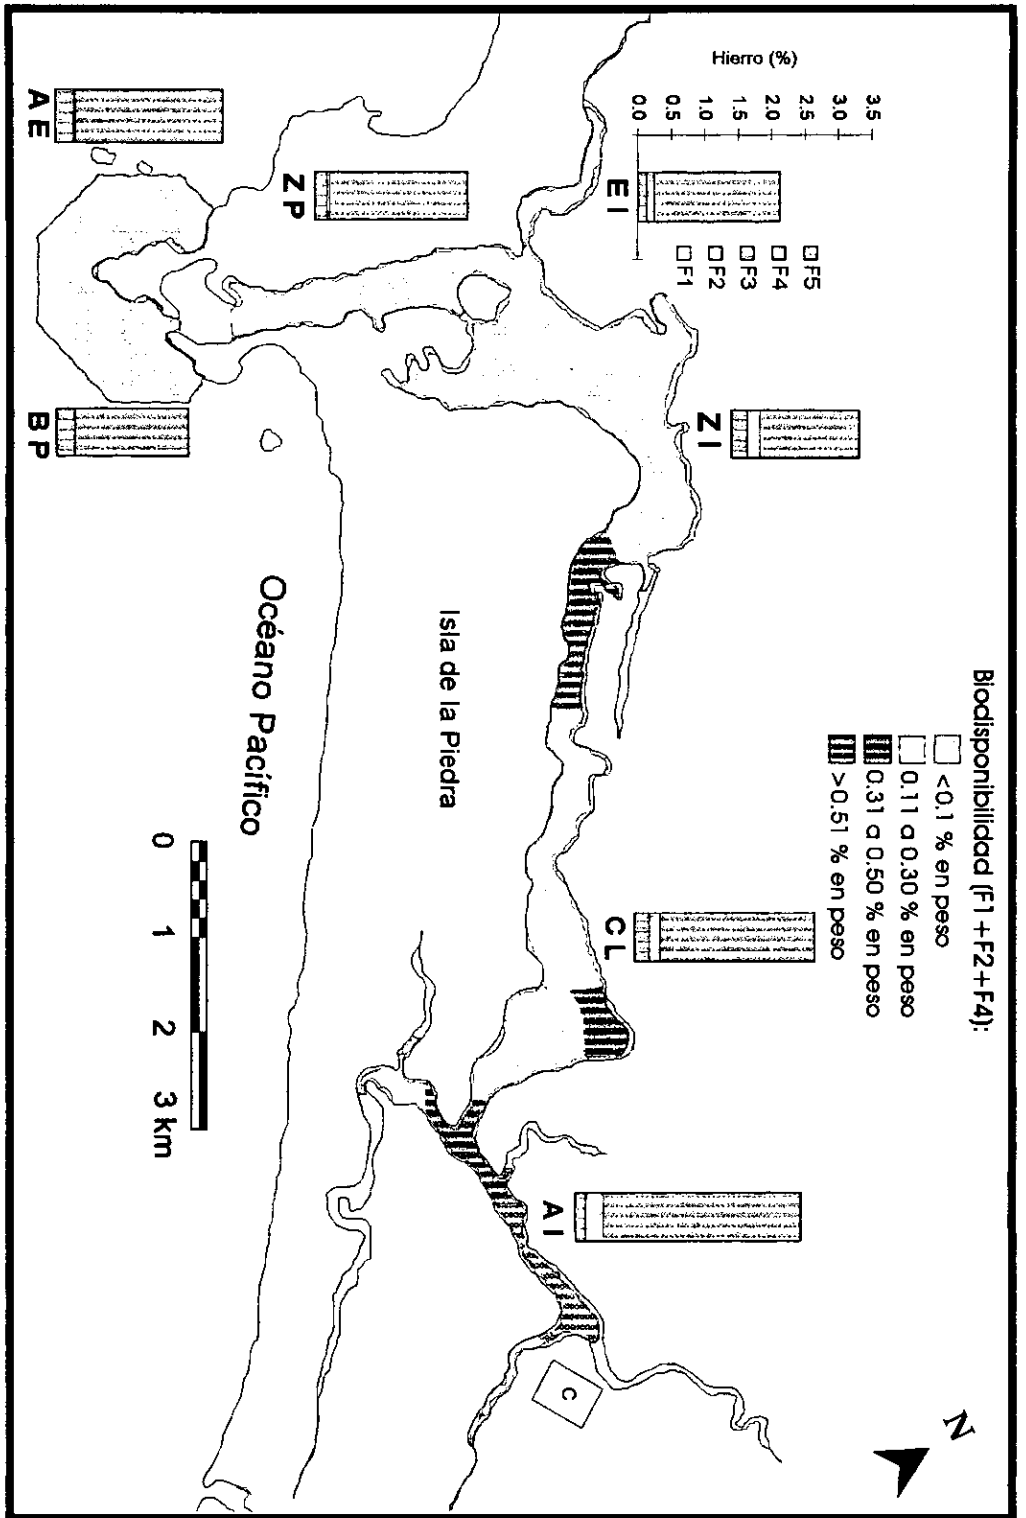 Biodisponibilidad (F1+F2+F4):
<0.1 % en peso
0.11 a 0.30 % en peso
0.31 a 0.50 % en peso
>0.51 % en peso
N
Hierro (%)
3.5
3.0
2.5
2.0
1.5
1.0
0.5
0.0
F5
F4
F3
F2
F1
E I
Z I
C L
A I
Z P
A E
B P
C
Isla de la Piedra
Océano Pacífico
0 1 2 3 km